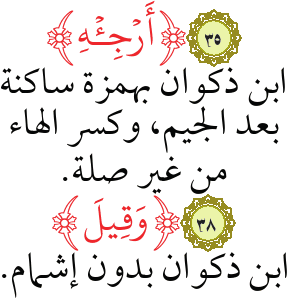 ٣٥ ﴿أَرْجِئْهِ﴾
ابن ذكوان بهمزة ساكنة
بعد الجيم، وكسر الهاء
من غير صلة.
٣٨ ﴿وَقِيلَ﴾
ابن ذكوان بدون إشمام.